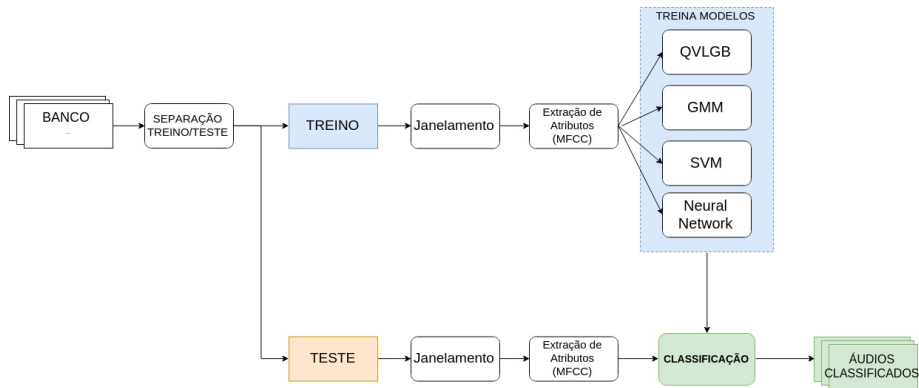 TREINA MODELOS
QVLGB
GMM
SVM
Neural
Network
BANCO
..
SEPARAÇÃO
TREINO/TESTE
TREINO
Janelamento
Extração de
Atributos
(MFCC)
TESTE
Janelamento
Extração de
Atributos
(MFCC)
CLASSIFICAÇÃO
ÁUDIOS
CLASSIFICADOS